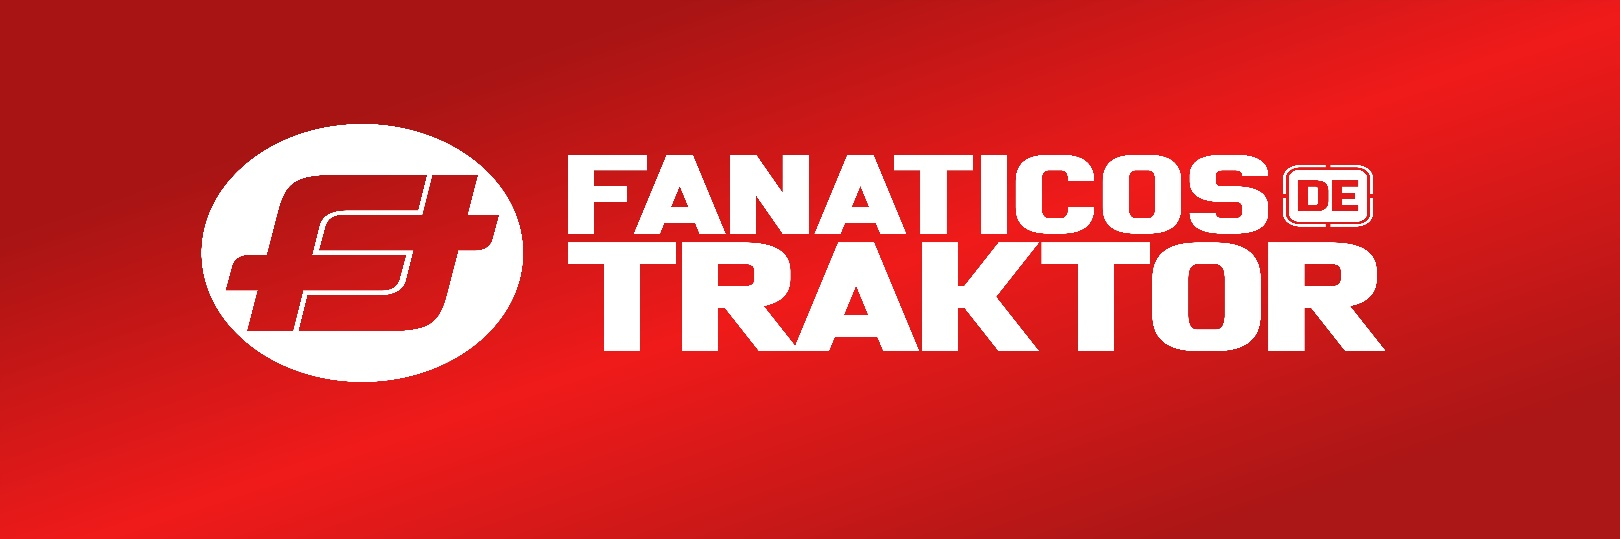 FANATICOS DE
TRAKTOR